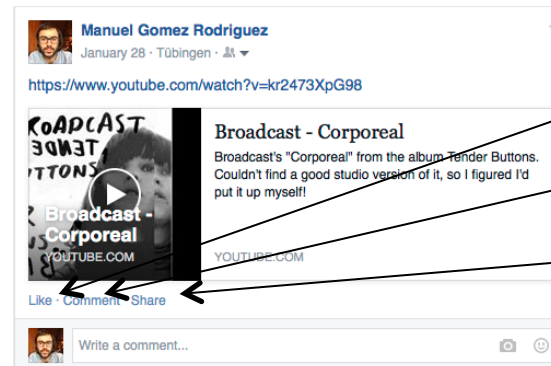 Manuel Gomez Rodriguez
January 28 · Tübingen ·
https://www.youtube.com/watch?v=kr2473XpG98
ROADCAST
TENDE
TTONS
Broadcast -
Corporeal
YOUTUBE.COM
Broadcast - Corporeal
Broadcast's "Corporeal" from the album Tender Buttons.
Couldn't find a good studio version of it, so I figured I'd
put it up myself!
YOUTUBE.COM
Like · Comment · Share
Write a comment...